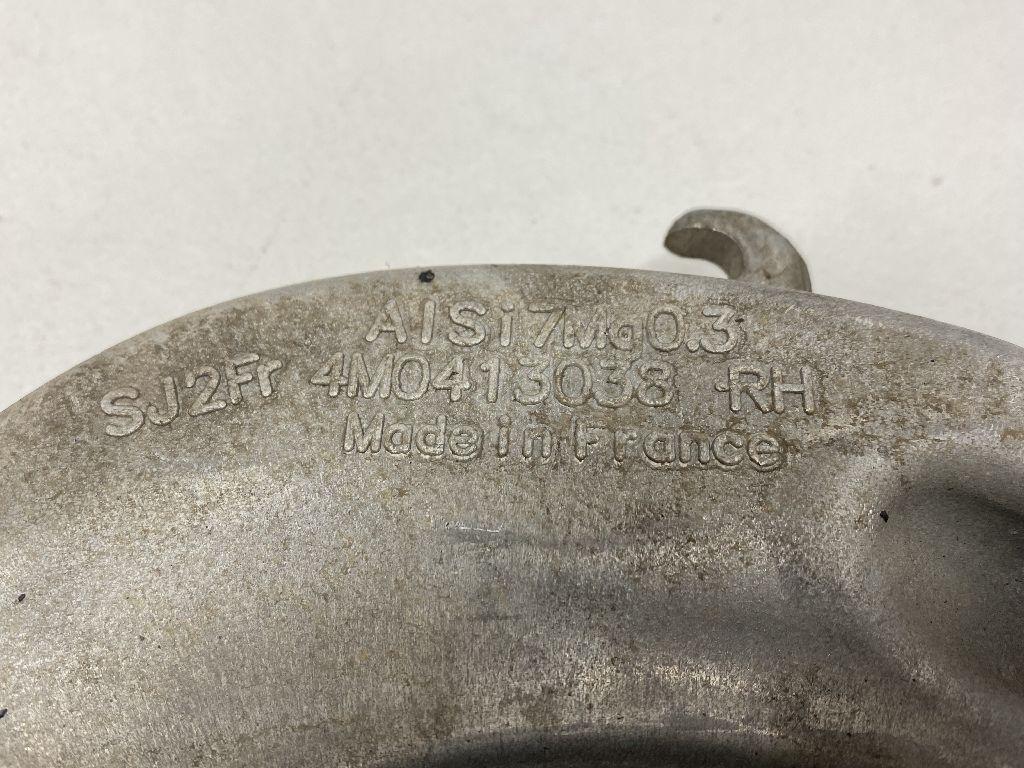 AlSi7Mg0.3
SJ2Fr 4M0413038 RH
Made in France